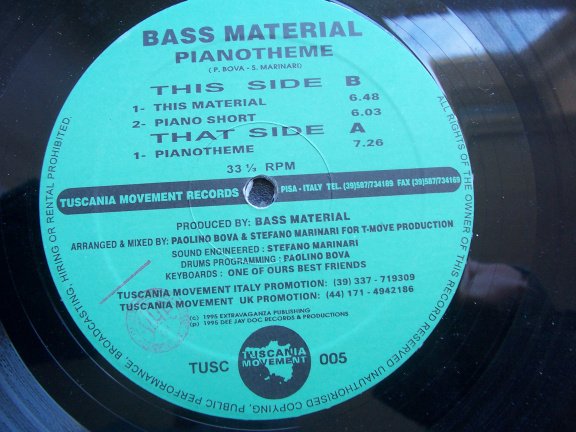 BASS MATERIAL
PIANOTHEME
( P. BOVA - S. MARINARI )
THIS SIDE B
1- THIS MATERIAL 6.48
2- PIANO SHORT 6.03
THAT SIDE A
1- PIANOTHEME 7.26
33 ⅓ RPM
TUSCANIA MOVEMENT RECORDS PISA - ITALY TEL. (39)587/734189 FAX (39)587/734169
PRODUCED BY: BASS MATERIAL
ARRANGED & MIXED BY: PAOLINO BOVA & STEFANO MARINARI FOR T-MOVE PRODUCTION
SOUND ENGINEERED : STEFANO MARINARI
DRUMS PROGRAMMING : PAOLINO BOVA
KEYBOARDS : ONE OF OURS BEST FRIENDS
TUSCANIA MOVEMENT ITALY PROMOTION: (39) 337 - 719309
TUSCANIA MOVEMENT UK PROMOTION: (44) 171 - 4942186
(c) 1995 EXTRAVAGANZA PUBLISHING
(p) 1995 DEE JAY DOC RECORDS & PRODUCTIONS
TUSC 005
TUSCANIA
MOVEMENT
ALL RIGHTS OF THE OWNER OF THIS RECORD RESERVED UNAUTHORISED COPYING, PUBLIC PERFORMANCE, BROADCASTING, HIRING OR RENTAL PROHIBITED.